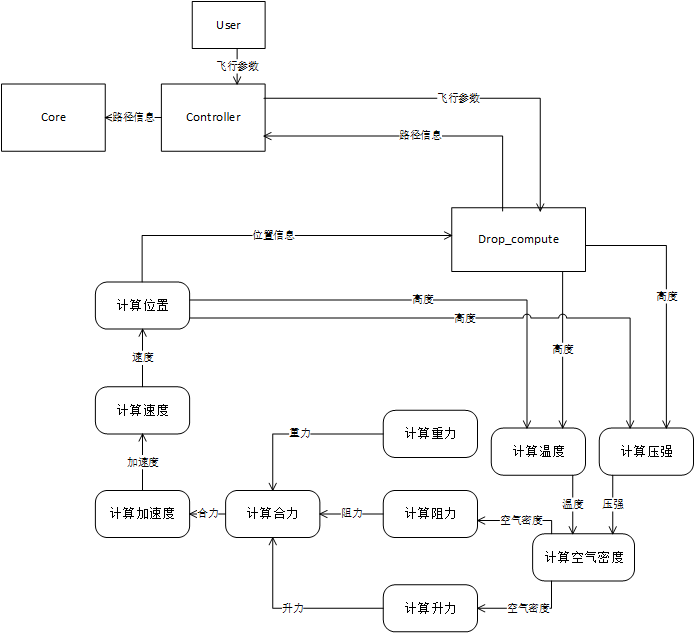 User
飞行参数
Core
路径信息
Controller
飞行参数
路径信息
位置信息
Drop_compute
计算位置
高度
高度
高度
高度
速度
计算速度
重力
计算重力
计算温度
计算压强
加速度
计算加速度
合力
计算合力
阻力
计算阻力
空气密度
温度
压强
计算空气密度
升力
计算升力
空气密度